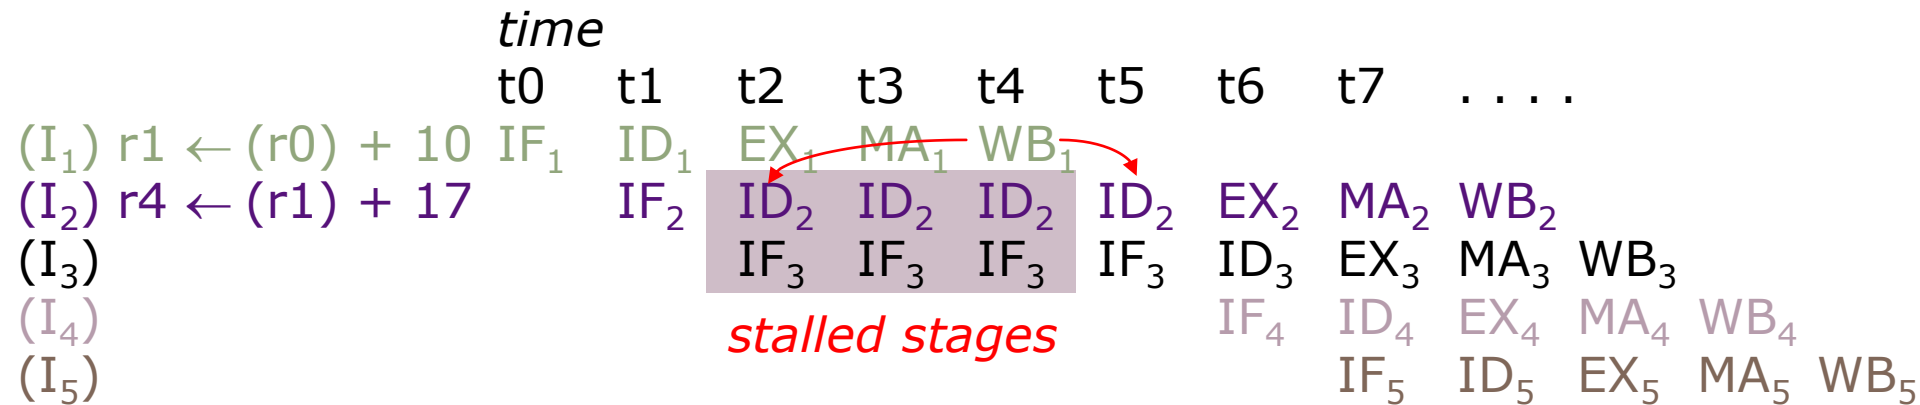 time
t0 t1 t2 t3 t4 t5 t6 t7 . . . .
(I₁) r1 ← (r0) + 10 IF₁ ID₁ EX₁ MA₁ WB₁
(I₂) r4 ← (r1) + 17 IF₂ ID₂ ID₂ ID₂ ID₂ EX₂ MA₂ WB₂
(I₃) IF₃ IF₃ IF₃ IF₃ ID₃ EX₃ MA₃ WB₃
(I₄) IF₄ ID₄ EX₄ MA₄ WB₄
stalled stages
(I₅) IF₅ ID₅ EX₅ MA₅ WB₅